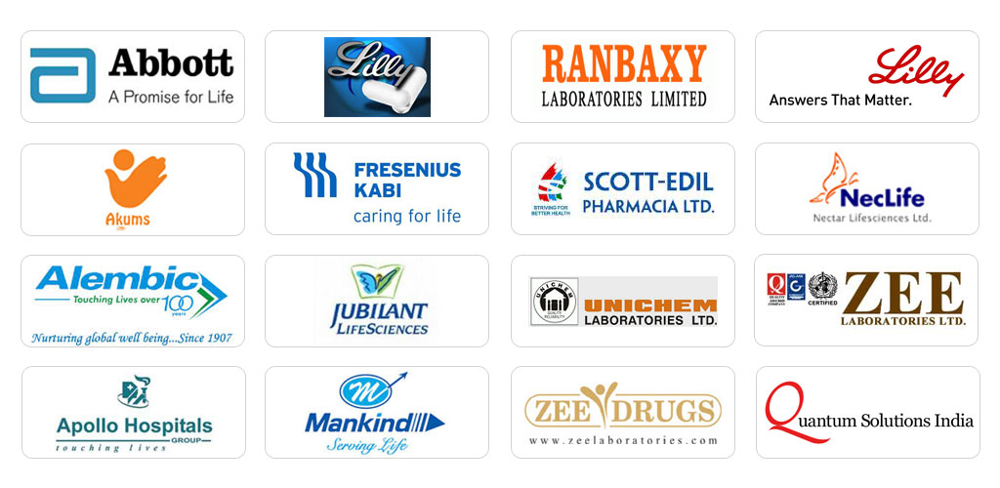 Abbott
A Promise for Life
Lilly
RANBAXY
LABORATORIES LIMITED
Lilly
Answers That Matter.
Akums
FRESENIUS
KABI
caring for life
STRIVING FOR
BETTER HEALTH
SCOTT-EDIL
PHARMACIA LTD.
NecLife
Nectar Lifesciences Ltd.
Alembic
Touching Lives over 100
years
Nurturing global well being...Since 1907
JUBILANT
LIFESCIENCES
UNICHEM
QUALITY
RELIABILITY
UNICHEM
LABORATORIES LTD.
CERTIFIED
ZEE
LABORATORIES LTD.
Apollo Hospitals
GROUP
touching lives
m
Mankind
Serving Life
ZEE DRUGS
www.zeelaboratories.com
Quantum Solutions India